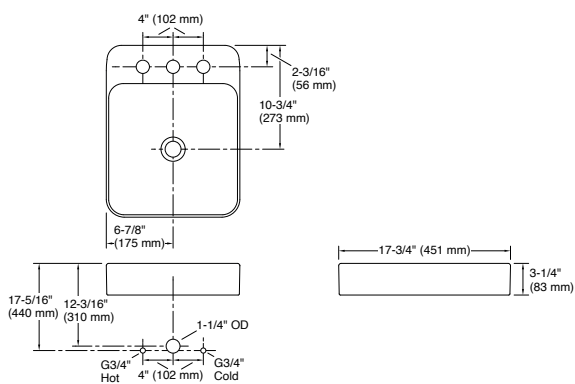 4" (102 mm)
2-3/16"
(56 mm)
10-3/4"
(273 mm)
6-7/8"
(175 mm)
17-3/4" (451 mm)
3-1/4"
(83 mm)
17-5/16"
(440 mm)
12-3/16"
(310 mm)
1-1/4" OD
G3/4"
Hot
4" (102 mm)
G3/4"
Cold